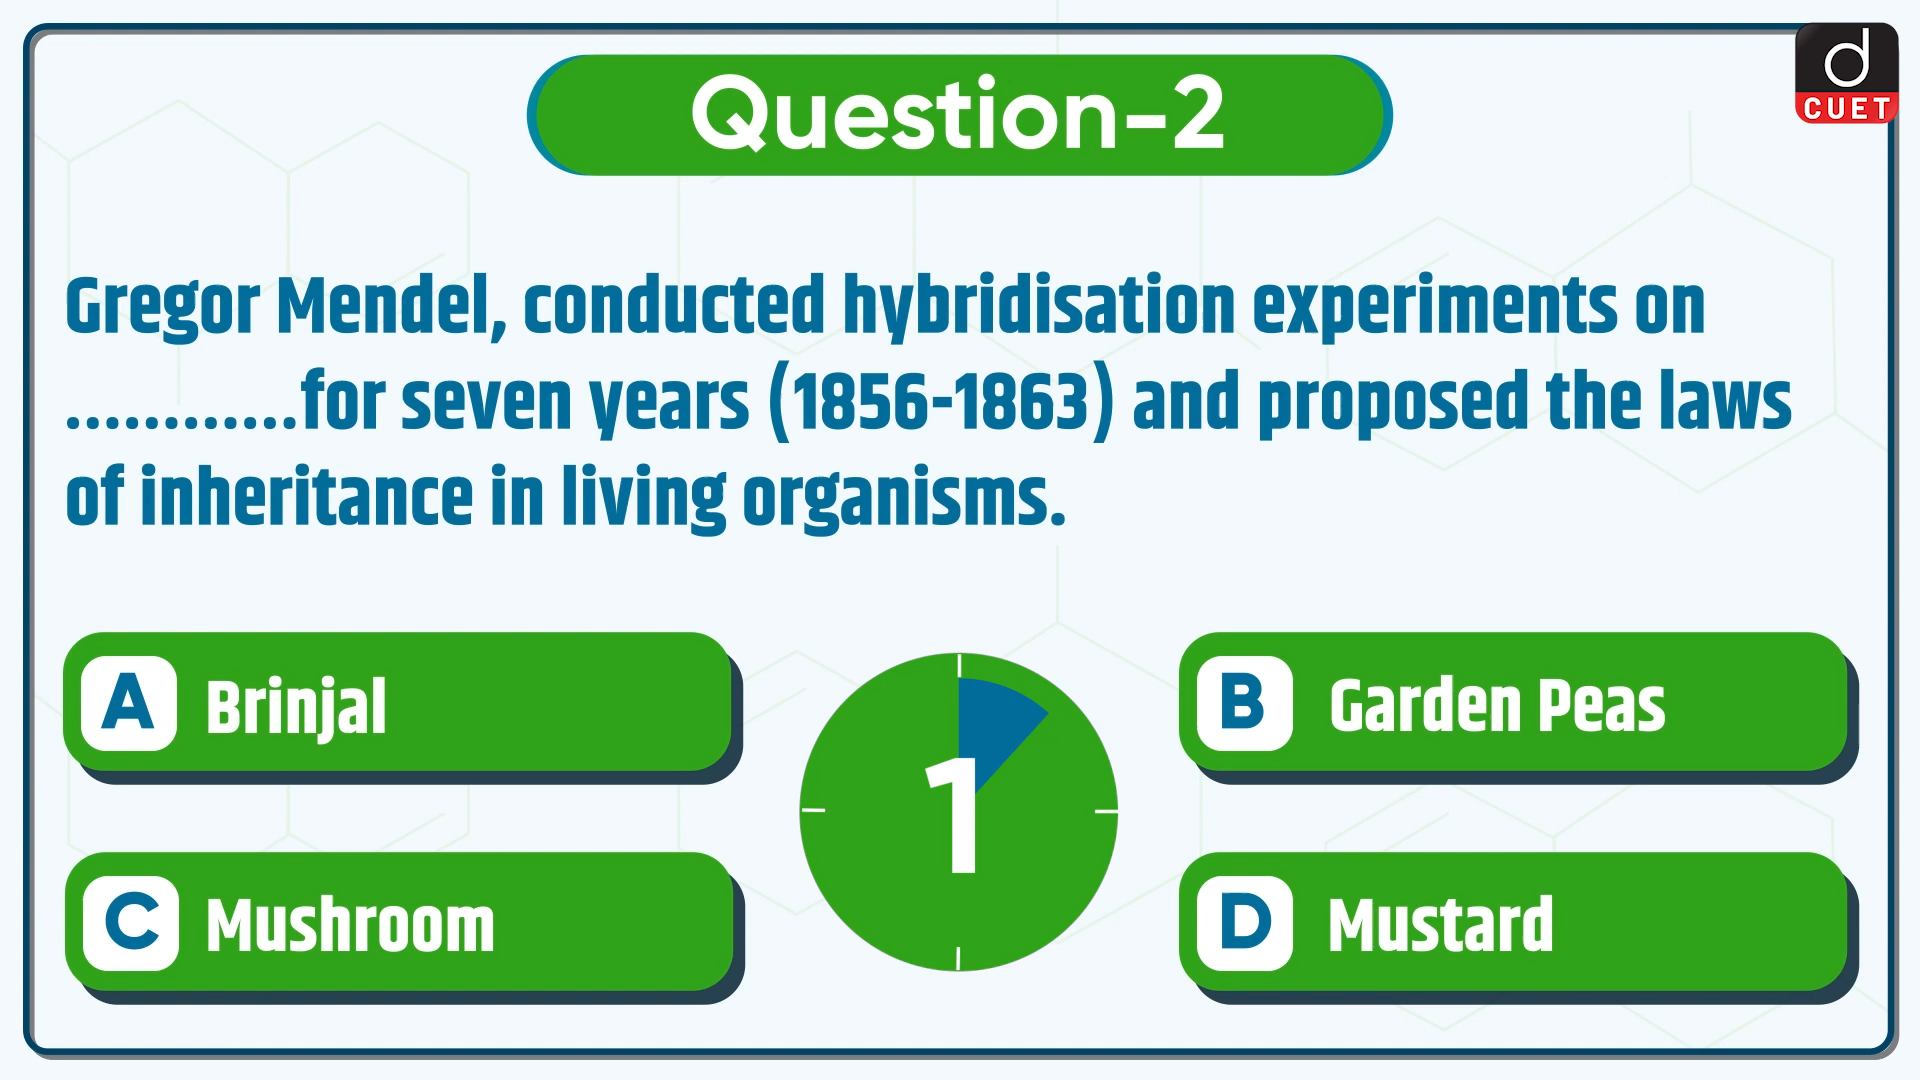 d
CUET
Question-2
Gregor Mendel, conducted hybridisation experiments on
............for seven years (1856-1863) and proposed the laws
of inheritance in living organisms.
A Brinjal
B Garden Peas
1
C Mushroom
D Mustard